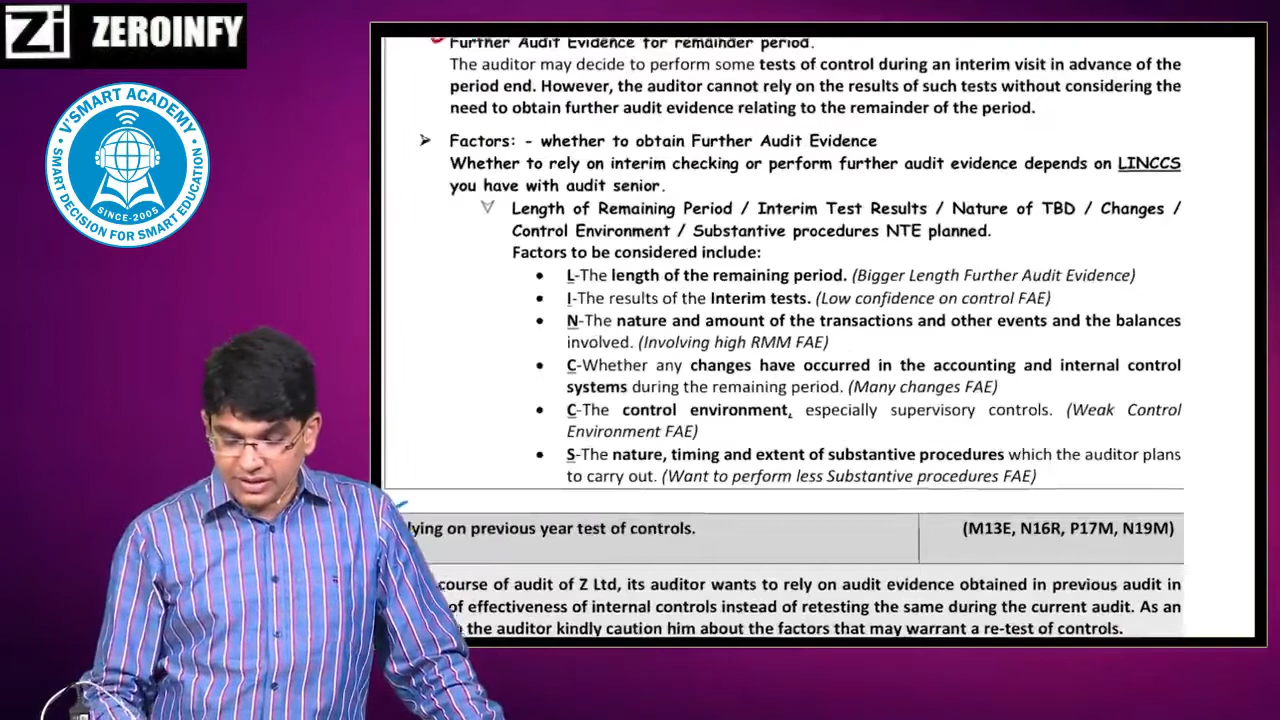 Zi ZEROINFY
V'SMART ACADEMY
SMART DECISION FOR SMART EDUCATION
SINCE-2005
Further Audit Evidence for remainder period.
The auditor may decide to perform some tests of control during an interim visit in advance of the
period end. However, the auditor cannot rely on the results of such tests without considering the
need to obtain further audit evidence relating to the remainder of the period.
Factors: - whether to obtain Further Audit Evidence
Whether to rely on interim checking or perform further audit evidence depends on LINCCS
you have with audit senior.
Length of Remaining Period / Interim Test Results / Nature of TBD / Changes /
Control Environment / Substantive procedures NTE planned.
Factors to be considered include:
• L-The length of the remaining period. (Bigger Length Further Audit Evidence)
• I-The results of the Interim tests. (Low confidence on control FAE)
• N-The nature and amount of the transactions and other events and the balances
involved. (Involving high RMM FAE)
• C-Whether any changes have occurred in the accounting and internal control
systems during the remaining period. (Many changes FAE)
• C-The control environment, especially supervisory controls. (Weak Control
Environment FAE)
• S-The nature, timing and extent of substantive procedures which the auditor plans
to carry out. (Want to perform less Substantive procedures FAE)
lying on previous year test of controls. (M13E, N16R, P17M, N19M)
course of audit of Z Ltd, its auditor wants to rely on audit evidence obtained in previous audit in
of effectiveness of internal controls instead of retesting the same during the current audit. As an
the auditor kindly caution him about the factors that may warrant a re-test of controls.